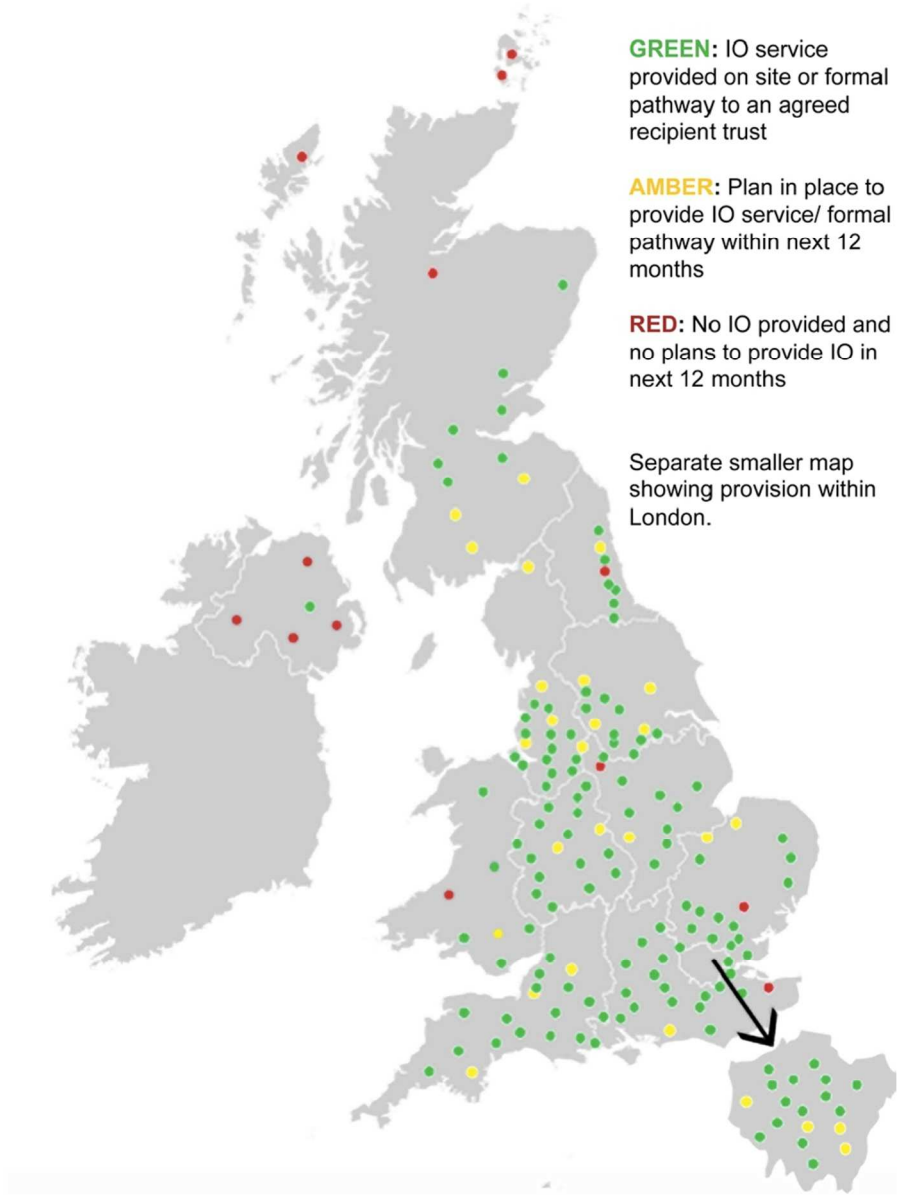 GREEN: IO service
provided on site or formal
pathway to an agreed
recipient trust
AMBER: Plan in place to
provide IO service/ formal
pathway within next 12
months
RED: No IO provided and
no plans to provide IO in
next 12 months
Separate smaller map
showing provision within
London.